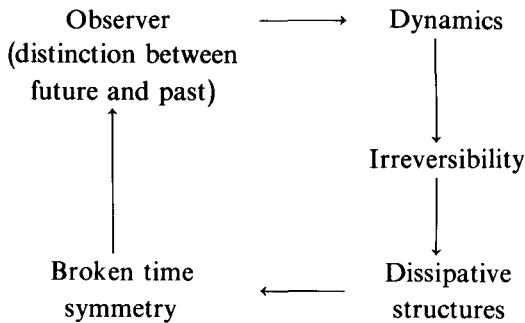 Observer
(distinction between
future and past)
Dynamics
Irreversibility
Dissipative
structures
Broken time
symmetry